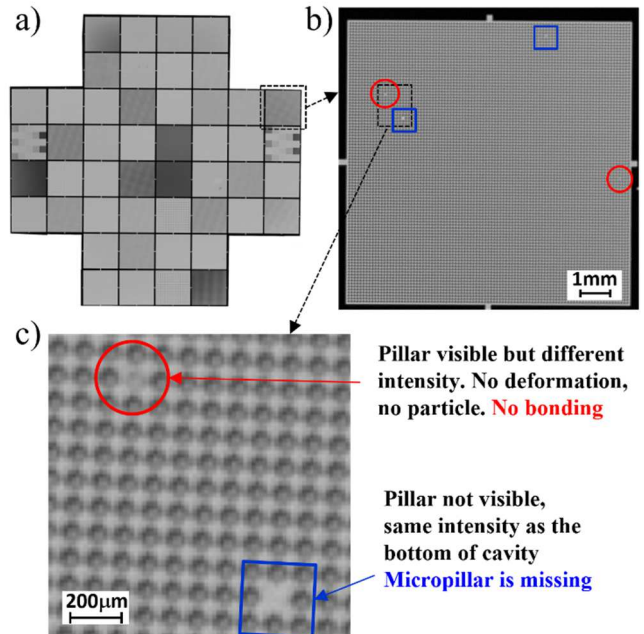 a)
b)
1mm
c)
Pillar visible but different
intensity. No deformation,
no particle. No bonding
Pillar not visible,
same intensity as the
bottom of cavity
Micropillar is missing
200μm